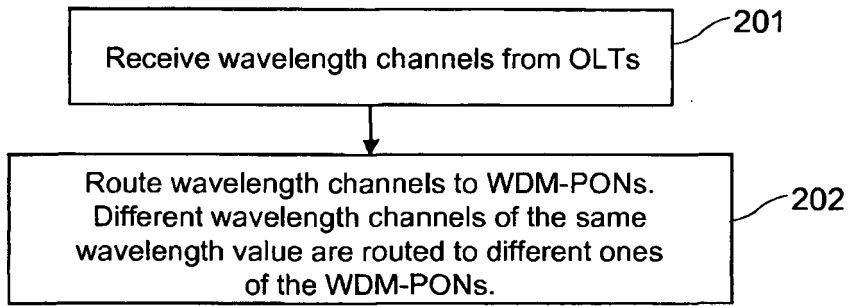 201
Receive wavelength channels from OLTs
Route wavelength channels to WDM-PONs.
Different wavelength channels of the same
wavelength value are routed to different ones
of the WDM-PONs.
202